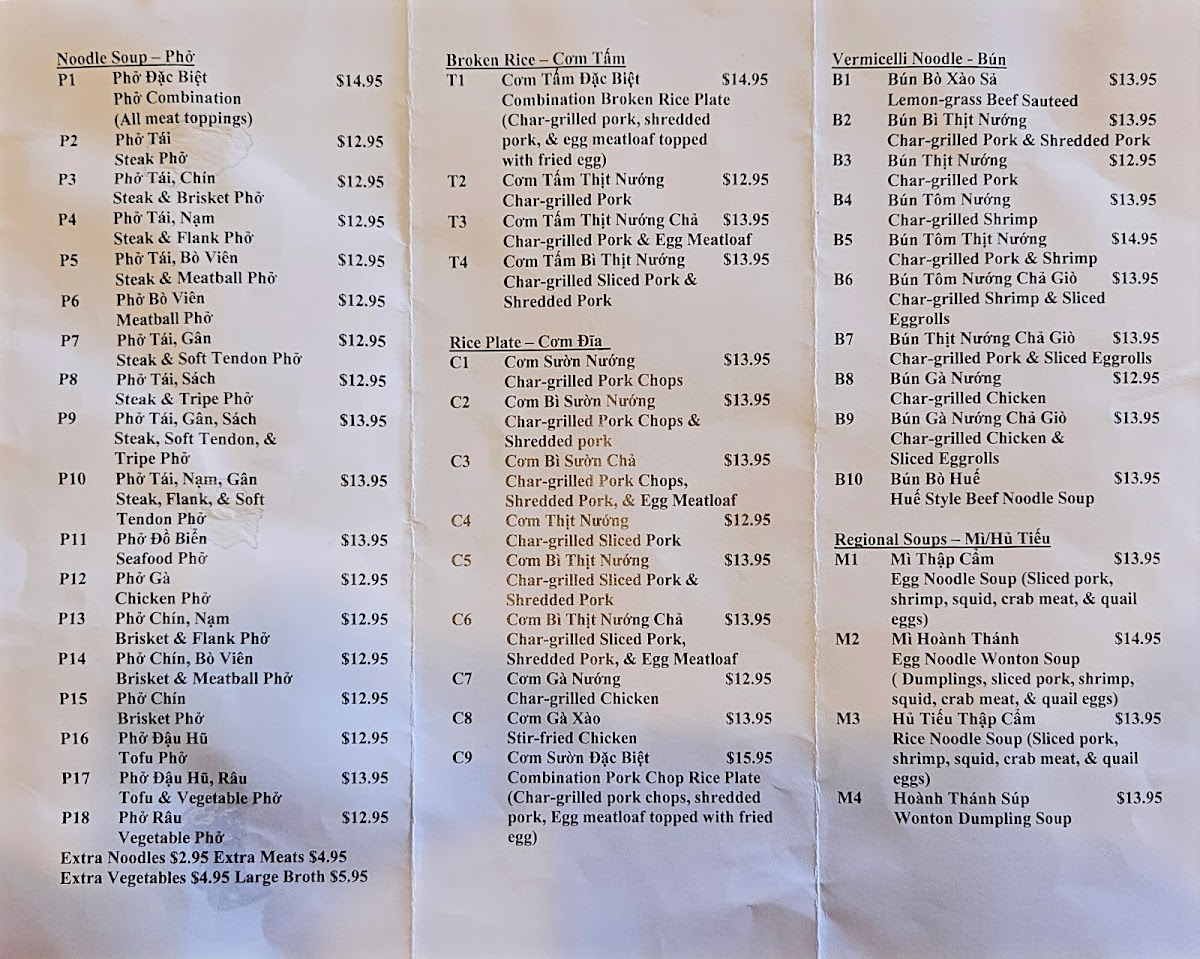 Noodle Soup – Phở
P1 Phở Đặc Biệt $14.95
Phở Combination
(All meat toppings)
P2 Phở Tái $12.95
Steak Phở
P3 Phở Tái, Chín $12.95
Steak & Brisket Phở
P4 Phở Tái, Nạm $12.95
Steak & Flank Phở
P5 Phở Tái, Bò Viên $12.95
Steak & Meatball Phở
P6 Phở Bò Viên $12.95
Meatball Phở
P7 Phở Tái, Gân $12.95
Steak & Soft Tendon Phở
P8 Phở Tái, Sách $12.95
Steak & Tripe Phở
P9 Phở Tái, Gân, Sách $13.95
Steak, Soft Tendon, &
Tripe Phở
P10 Phở Tái, Nạm, Gân $13.95
Steak, Flank, & Soft
Tendon Phở
P11 Phở Đồ Biển $13.95
Seafood Phở
P12 Phở Gà $12.95
Chicken Phở
P13 Phở Chín, Nạm $12.95
Brisket & Flank Phở
P14 Phở Chín, Bò Viên $12.95
Brisket & Meatball Phở
P15 Phở Chín $12.95
Brisket Phở
P16 Phở Đậu Hũ $12.95
Tofu Phở
P17 Phở Đậu Hũ, Râu $13.95
Tofu & Vegetable Phở
P18 Phở Râu $12.95
Vegetable Phở
Extra Noodles $2.95 Extra Meats $4.95
Extra Vegetables $4.95 Large Broth $5.95
Broken Rice – Cơm Tấm
T1 Cơm Tấm Đặc Biệt $14.95
Combination Broken Rice Plate
(Char-grilled pork, shredded
pork, & egg meatloaf topped
with fried egg)
T2 Cơm Tấm Thịt Nướng $12.95
Char-grilled Pork
T3 Cơm Tấm Thịt Nướng Chả $13.95
Char-grilled Pork & Egg Meatloaf
T4 Cơm Tấm Bì Thịt Nướng $13.95
Char-grilled Sliced Pork &
Shredded Pork
Rice Plate – Cơm Đĩa
C1 Cơm Sườn Nướng $13.95
Char-grilled Pork Chops
C2 Cơm Bì Sườn Nướng $13.95
Char-grilled Pork Chops &
Shredded pork
C3 Cơm Bì Sườn Chả $13.95
Char-grilled Pork Chops,
Shredded Pork, & Egg Meatloaf
C4 Cơm Thịt Nướng $12.95
Char-grilled Sliced Pork
C5 Cơm Bì Thịt Nướng $13.95
Char-grilled Sliced Pork &
Shredded Pork
C6 Cơm Bì Thịt Nướng Chả $13.95
Char-grilled Sliced Pork,
Shredded Pork, & Egg Meatloaf
C7 Cơm Gà Nướng $12.95
Char-grilled Chicken
C8 Cơm Gà Xào $13.95
Stir-fried Chicken
C9 Cơm Sườn Đặc Biệt $15.95
Combination Pork Chop Rice Plate
(Char-grilled pork chops, shredded
pork, Egg meatloaf topped with fried
egg)
Vermicelli Noodle - Bún
B1 Bún Bò Xào Sả $13.95
Lemon-grass Beef Sauteed
B2 Bún Bì Thịt Nướng $13.95
Char-grilled Pork & Shredded Pork
B3 Bún Thịt Nướng $12.95
Char-grilled Pork
B4 Bún Tôm Nướng $13.95
Char-grilled Shrimp
B5 Bún Tôm Thịt Nướng $14.95
Char-grilled Pork & Shrimp
B6 Bún Tôm Nướng Chả Giò $13.95
Char-grilled Shrimp & Sliced
Eggrolls
B7 Bún Thịt Nướng Chả Giò $13.95
Char-grilled Pork & Sliced Eggrolls
B8 Bún Gà Nướng $12.95
Char-grilled Chicken
B9 Bún Gà Nướng Chả Giò $13.95
Char-grilled Chicken &
Sliced Eggrolls
B10 Bún Bò Huế $13.95
Huế Style Beef Noodle Soup
Regional Soups – Mì/Hủ Tiếu
M1 Mì Thập Cẩm $13.95
Egg Noodle Soup (Sliced pork,
shrimp, squid, crab meat, & quail
eggs)
M2 Mì Hoành Thánh $14.95
Egg Noodle Wonton Soup
( Dumplings, sliced pork, shrimp,
squid, crab meat, & quail eggs)
M3 Hủ Tiếu Thập Cẩm $13.95
Rice Noodle Soup (Sliced pork,
shrimp, squid, crab meat, & quail
eggs)
M4 Hoành Thánh Súp $13.95
Wonton Dumpling Soup